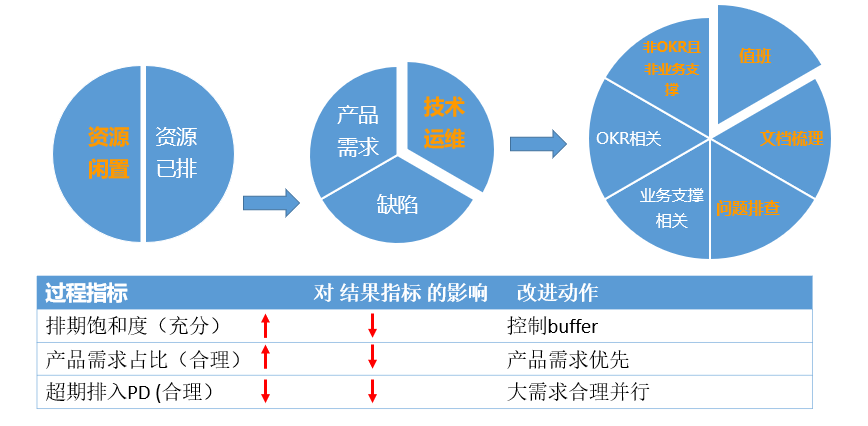 资源
闲置
资源
已排
产品
需求
技术
运维
缺陷
非OKR且
非业务支
撑
值班
OKR相关
文档梳理
业务支撑
相关
问题排查
过程指标 对 结果指标 的影响 改进动作
排期饱和度（充分） 控制buffer
产品需求占比（合理） 产品需求优先
超期排入PD (合理） 大需求合理并行